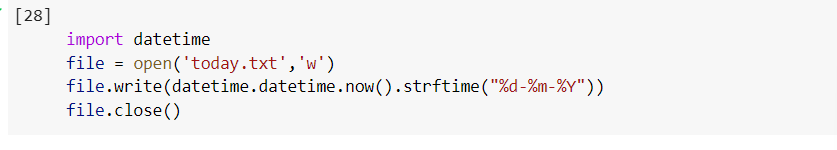 [28]
import datetime
file = open('today.txt','w')
file.write(datetime.datetime.now().strftime("%d-%m-%Y"))
file.close()